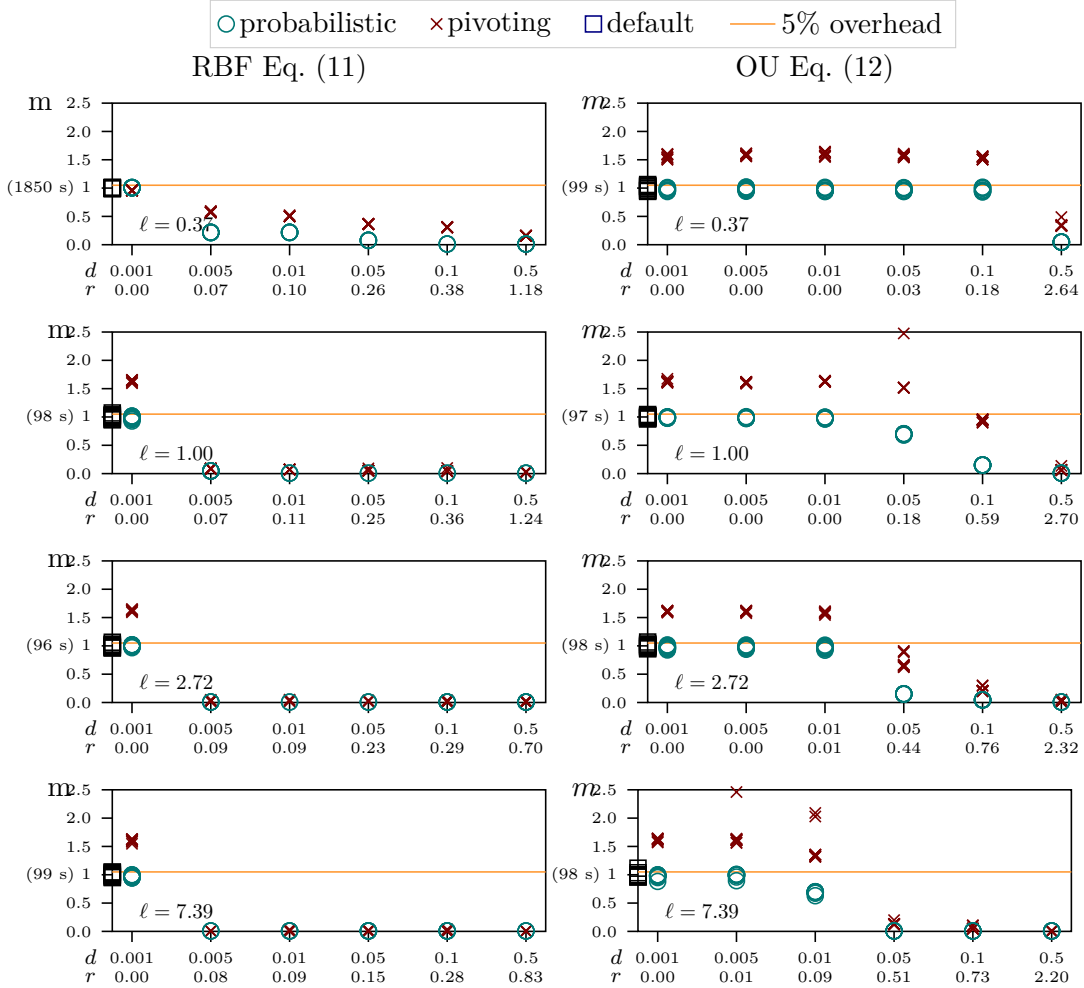 probabilistic pivoting default 5% overhead
RBF Eq. (11)
OU Eq. (12)
m
2.5
2.0
1.5
(1850 s) 1
0.5
0.0
ℓ = 0.37
d 0.001 0.005 0.01 0.05 0.1 0.5
r 0.00 0.07 0.10 0.26 0.38 1.18
m
2.5
2.0
1.5
(99 s) 1
0.5
0.0
ℓ = 0.37
d 0.001 0.005 0.01 0.05 0.1 0.5
r 0.00 0.00 0.00 0.03 0.18 2.64
m
2.5
2.0
1.5
(98 s) 1
0.5
0.0
ℓ = 1.00
d 0.001 0.005 0.01 0.05 0.1 0.5
r 0.00 0.07 0.11 0.25 0.36 1.24
m
2.5
2.0
1.5
(97 s) 1
0.5
0.0
ℓ = 1.00
d 0.001 0.005 0.01 0.05 0.1 0.5
r 0.00 0.00 0.00 0.18 0.59 2.70
m
2.5
2.0
1.5
(96 s) 1
0.5
0.0
ℓ = 2.72
d 0.001 0.005 0.01 0.05 0.1 0.5
r 0.00 0.09 0.09 0.23 0.29 0.70
m
2.5
2.0
1.5
(98 s) 1
0.5
0.0
ℓ = 2.72
d 0.001 0.005 0.01 0.05 0.1 0.5
r 0.00 0.00 0.01 0.44 0.76 2.32
m
2.5
2.0
1.5
(99 s) 1
0.5
0.0
ℓ = 7.39
d 0.001 0.005 0.01 0.05 0.1 0.5
r 0.00 0.08 0.09 0.15 0.28 0.83
m
2.5
2.0
1.5
(98 s) 1
0.5
0.0
ℓ = 7.39
d 0.001 0.005 0.01 0.05 0.1 0.5
r 0.00 0.01 0.09 0.51 0.73 2.20